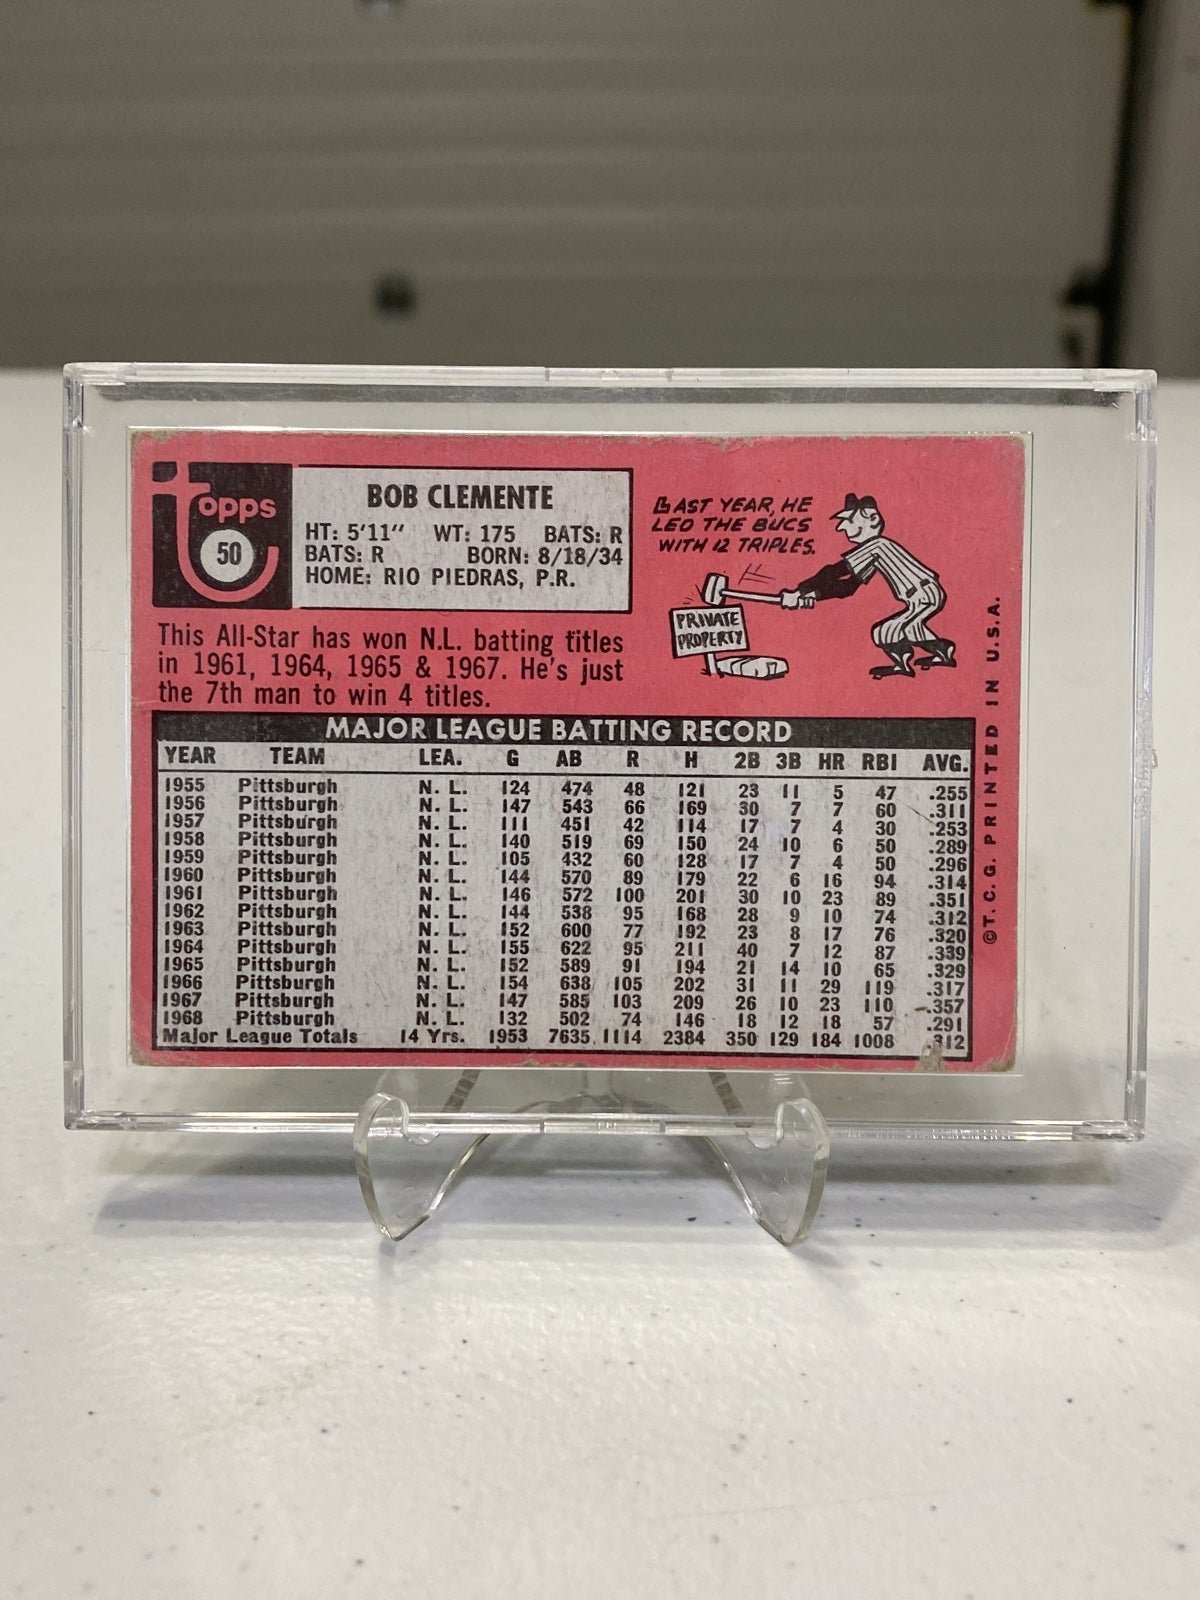 topps
50
BOB CLEMENTE
HT: 5'11" WT: 175 BATS: R
BATS: R BORN: 8/18/34
HOME: RIO PIEDRAS, P.R.
LAST YEAR, HE
LED THE BUCS
WITH 12 TRIPLES.
PRIVATE
PROPERTY
This All-Star has won N.L. batting titles
in 1961, 1964, 1965 & 1967. He's just
the 7th man to win 4 titles.
MAJOR LEAGUE BATTING RECORD
YEAR TEAM LEA. G AB R H 2B 3B HR RBI AVG.
1955 Pittsburgh N. L. 124 474 48 121 23 11 5 47 .255
1956 Pittsburgh N. L. 147 543 66 169 30 7 7 60 .311
1957 Pittsburgh N. L. 111 451 42 114 17 7 4 30 .253
1958 Pittsburgh N. L. 140 519 69 150 24 10 6 50 .289
1959 Pittsburgh N. L. 105 432 60 128 17 7 4 50 .296
1960 Pittsburgh N. L. 144 570 89 179 22 6 16 94 .314
1961 Pittsburgh N. L. 146 572 100 201 30 10 23 89 .351
1962 Pittsburgh N. L. 144 538 95 168 28 9 10 74 .312
1963 Pittsburgh N. L. 152 600 77 192 23 8 17 76 .320
1964 Pittsburgh N. L. 155 622 95 211 40 7 12 87 .339
1965 Pittsburgh N. L. 152 589 91 194 21 14 10 65 .329
1966 Pittsburgh N. L. 154 638 105 202 31 11 29 119 .317
1967 Pittsburgh N. L. 147 585 103 209 26 10 23 110 .357
1968 Pittsburgh N. L. 132 502 74 146 18 12 18 57 .291
Major League Totals 14 Yrs. 1953 7635 1114 2384 350 129 184 1008 .312
©T. C. G. PRINTED IN U.S.A.